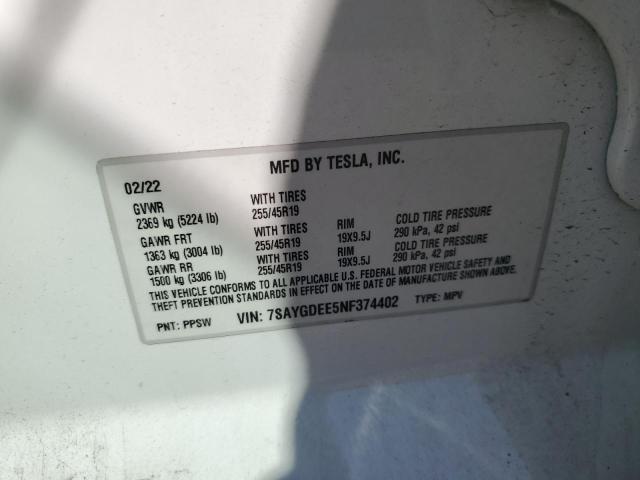 MFD BY TESLA, INC.
02/22
GVWR WITH TIRES
2369 kg (5224 lb) 255/45R19
GAWR FRT WITH TIRES RIM COLD TIRE PRESSURE
1363 kg (3004 lb) 255/45R19 19X9.5J 290 kPa, 42 psi
GAWR RR WITH TIRES RIM COLD TIRE PRESSURE
1500 kg (3306 lb) 255/45R19 19X9.5J 290 kPa, 42 psi
THIS VEHICLE CONFORMS TO ALL APPLICABLE U.S. FEDERAL MOTOR VEHICLE SAFETY AND
THEFT PREVENTION STANDARDS IN EFFECT ON THE DATE OF MANUFACTURE SHOWN ABOVE.
PNT: PPSW VIN: 7SAYGDEE5NF374402 TYPE: MPV